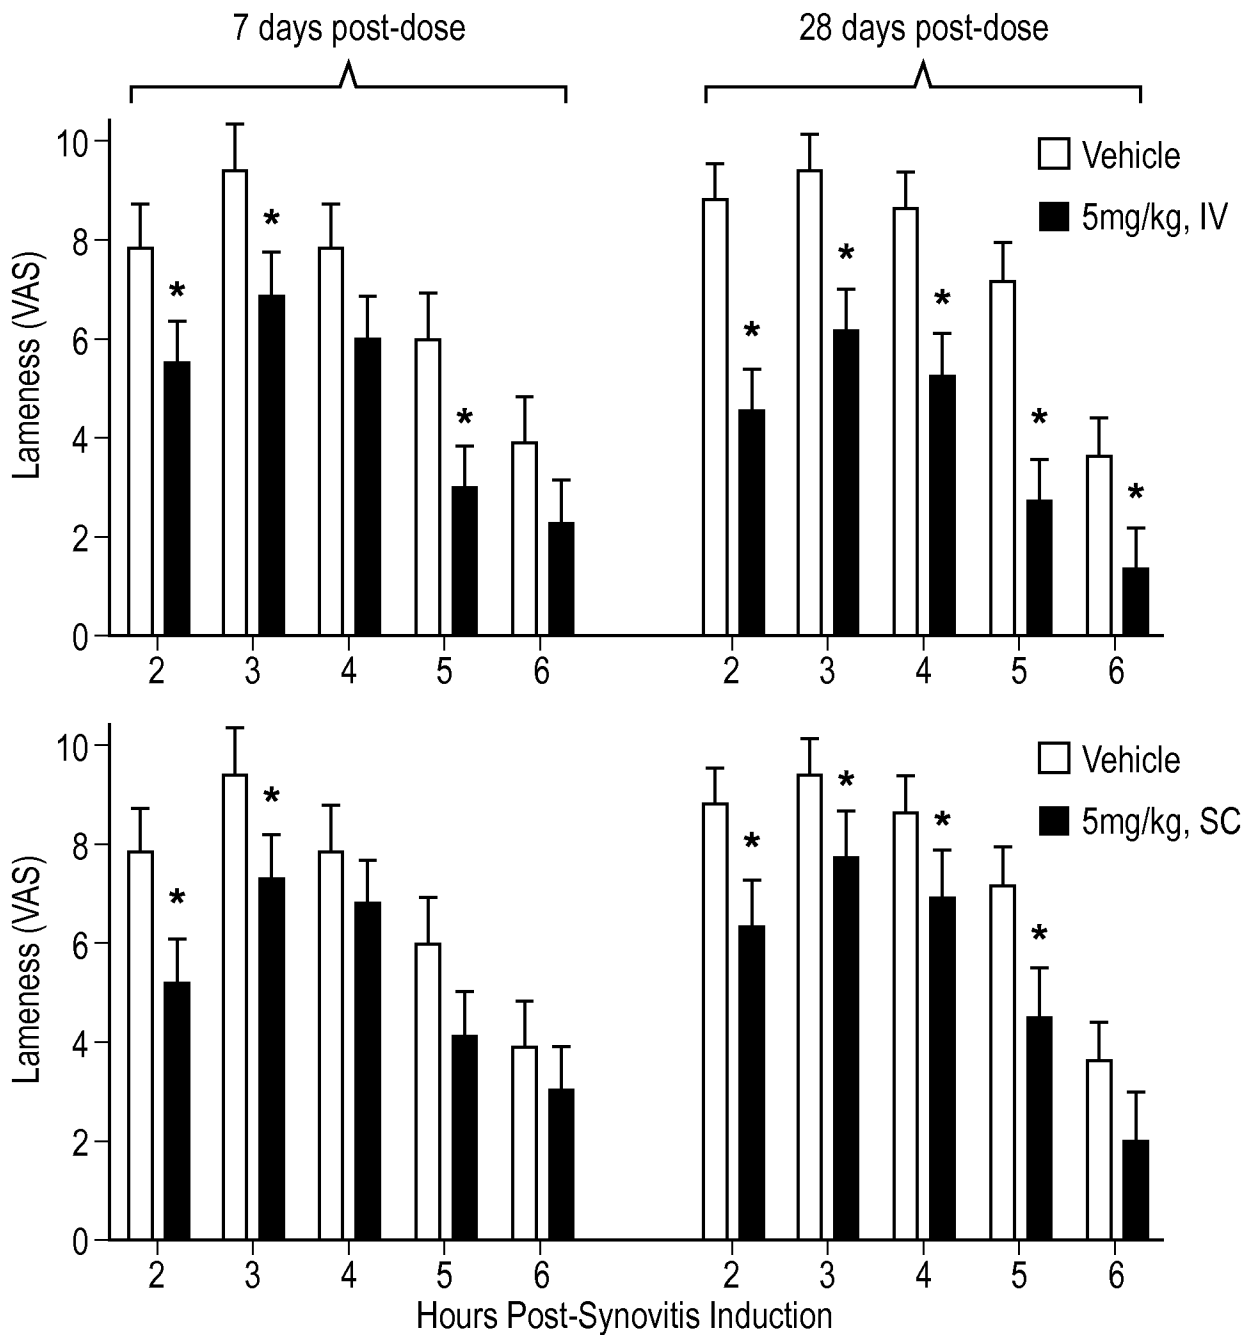 7 days post-dose
28 days post-dose
Lameness (VAS)
10
8
6
4
2
0
*
*
*
*
*
*
*
*
Vehicle
5mg/kg, IV
2 3 4 5 6
2 3 4 5 6
Lameness (VAS)
10
8
6
4
2
0
*
*
*
*
*
*
Vehicle
5mg/kg, SC
2 3 4 5 6
2 3 4 5 6
Hours Post-Synovitis Induction